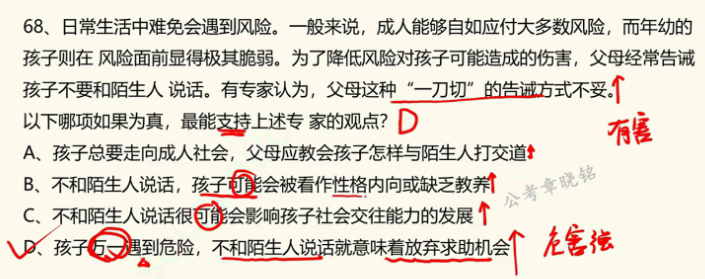 68、日常生活中难免会遇到风险。一般来说，成人能够自如应付大多数风险，而年幼的
孩子则在 风险面前显得极其脆弱。为了降低风险对孩子可能造成的伤害，父母经常告诫
孩子不要和陌生人 说话。有专家认为，父母这种“一刀切”的告诫方式不妥。
以下哪项如果为真，最能支持上述专 家的观点？D
有害
A、孩子总要走向成人社会，父母应教会孩子怎样与陌生人打交道
B、不和陌生人说话，孩子可能会被看作性格内向或缺乏教养
公考章晓铭
C、不和陌生人说话很可能会影响孩子社会交往能力的发展
D、孩子万一遇到危险，不和陌生人说话就意味着放弃求助机会
危害强